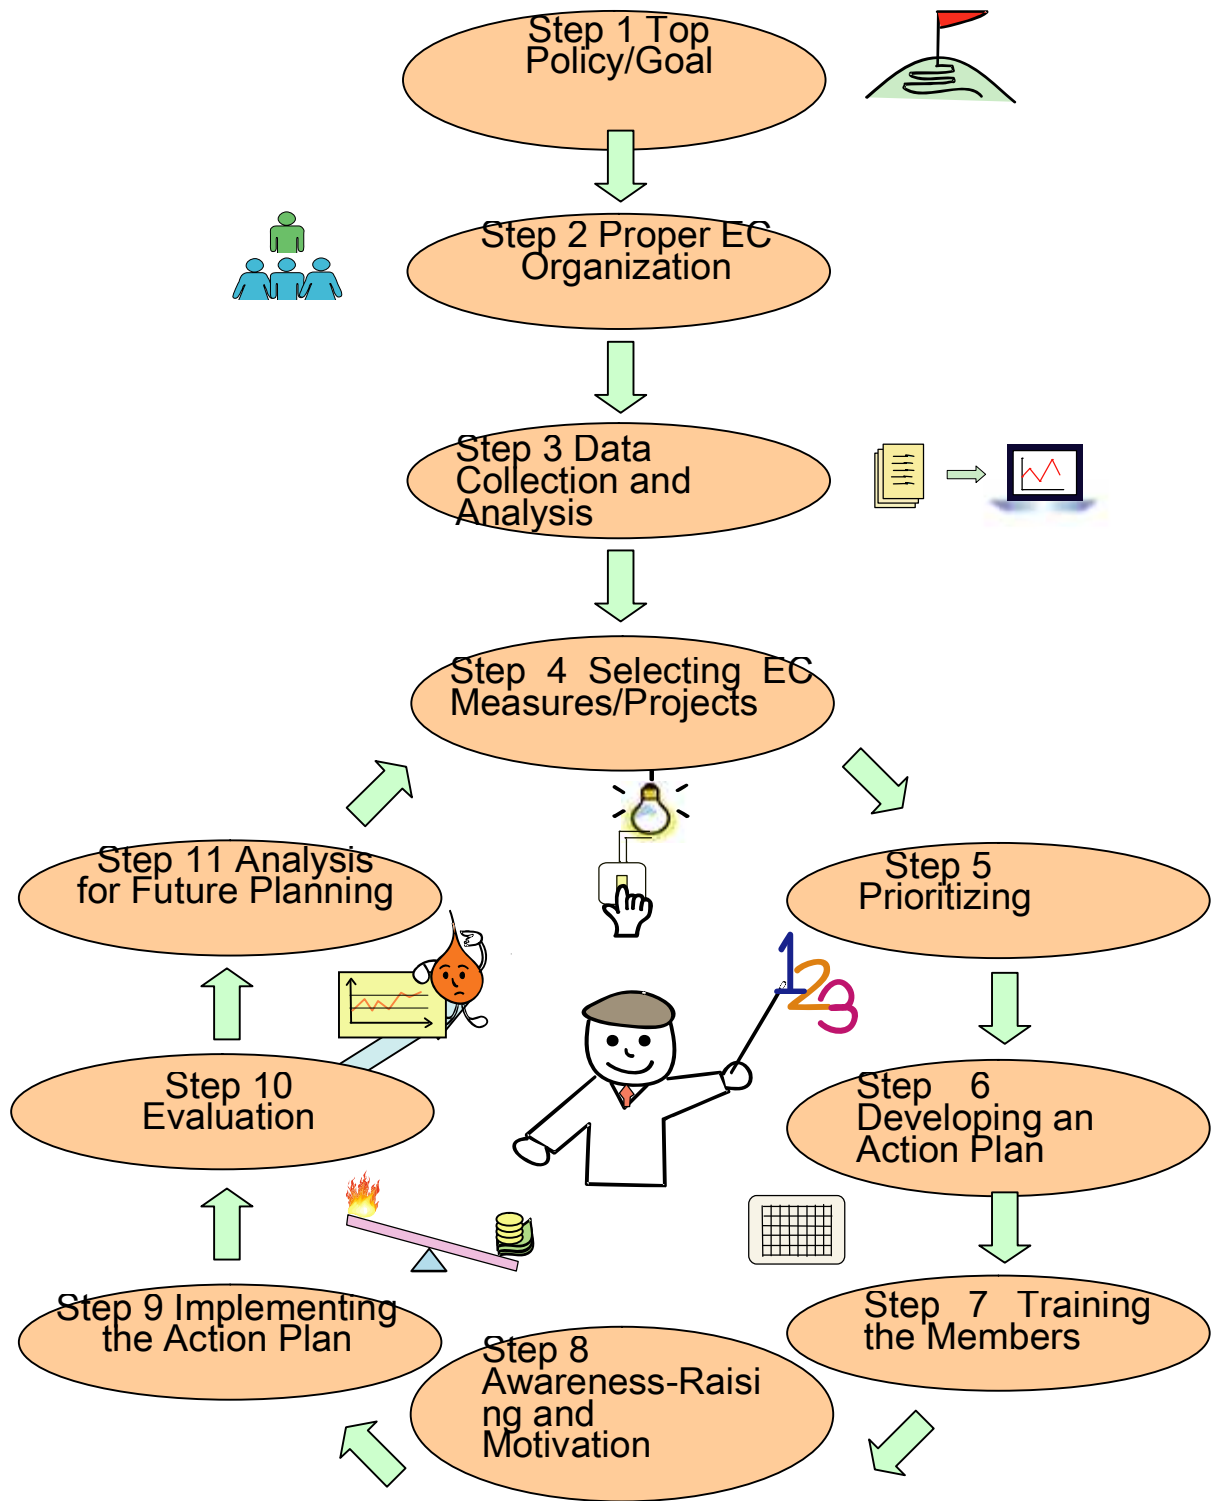 Step 1 Top
Policy/Goal
Step 2 Proper EC
Organization
Step 3 Data
Collection and
Analysis
Step 4 Selecting EC
Measures/Projects
Step 5
Prioritizing
Step 6
Developing an
Action Plan
Step 7 Training
the Members
Step 8
Awareness-Raisi
ng and
Motivation
Step 9 Implementing
the Action Plan
Step 10
Evaluation
Step 11 Analysis
for Future Planning
123